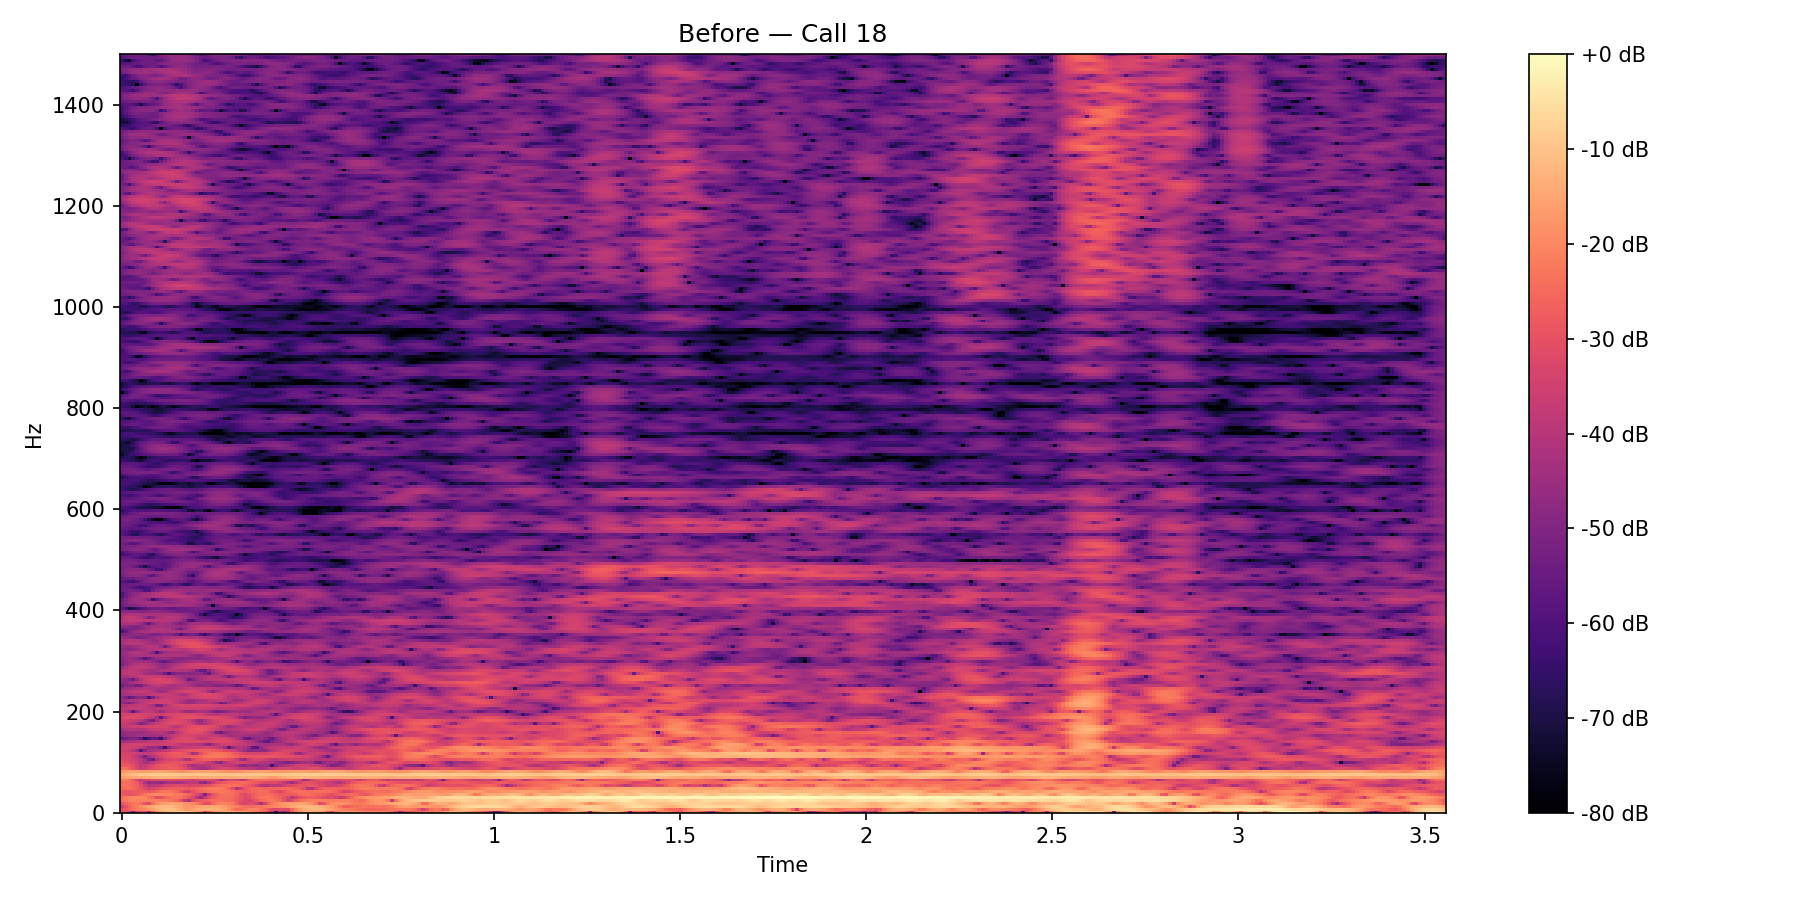 Before — Call 18
+0 dB
1400
-10 dB
1200
-20 dB
1000
-30 dB
800
-40 dB
Hz
600
-50 dB
400
-60 dB
200
-70 dB
0
-80 dB
0 0.5 1 1.5 2 2.5 3 3.5
Time